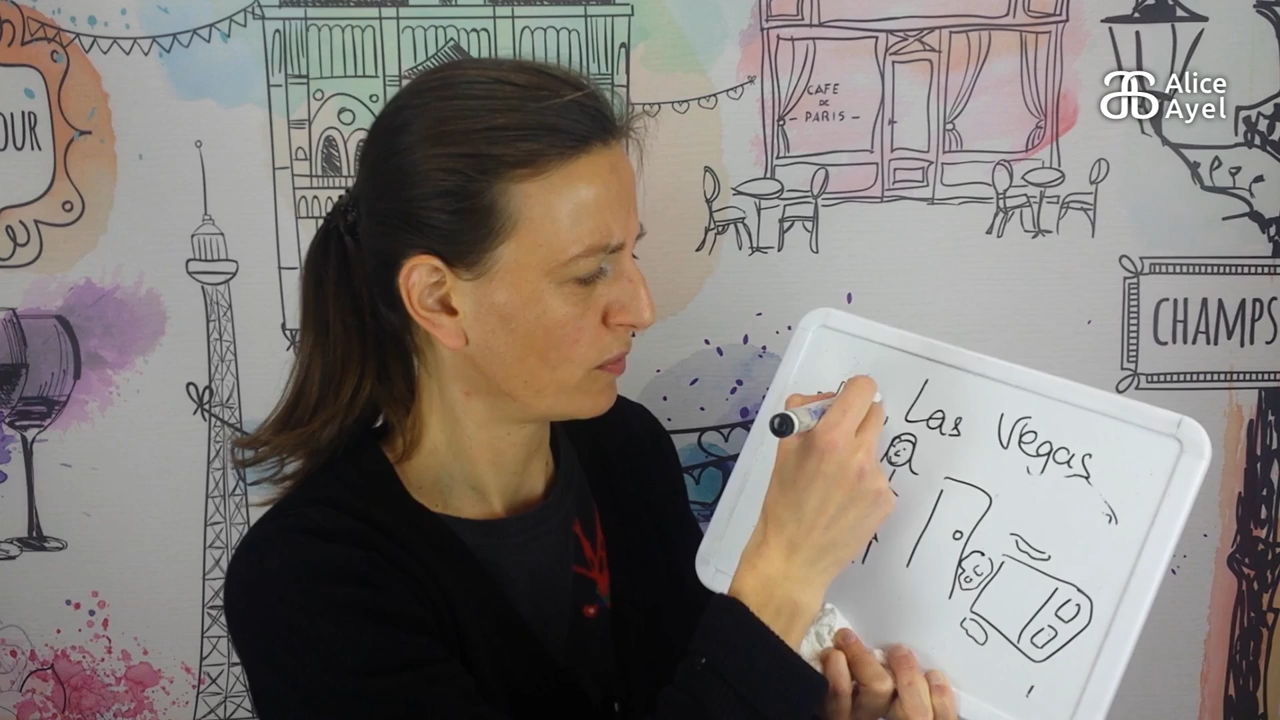 OUR
CAFE
DE
- PARIS -
Alice
Ayel
CHAMPS
Las Vegas